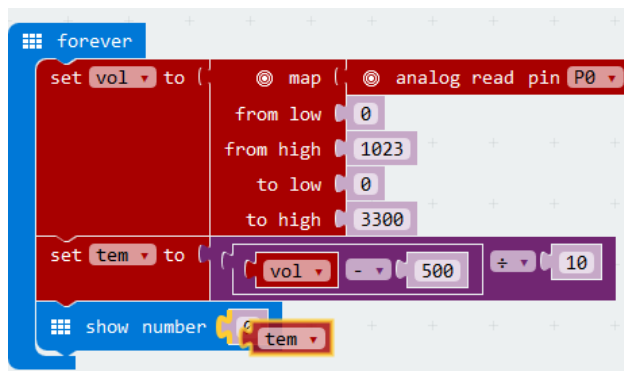 forever
set vol to map analog read pin P0
from low 0
from high 1023
to low 0
to high 3300
set tem to vol - 500 ÷ 10
show number tem